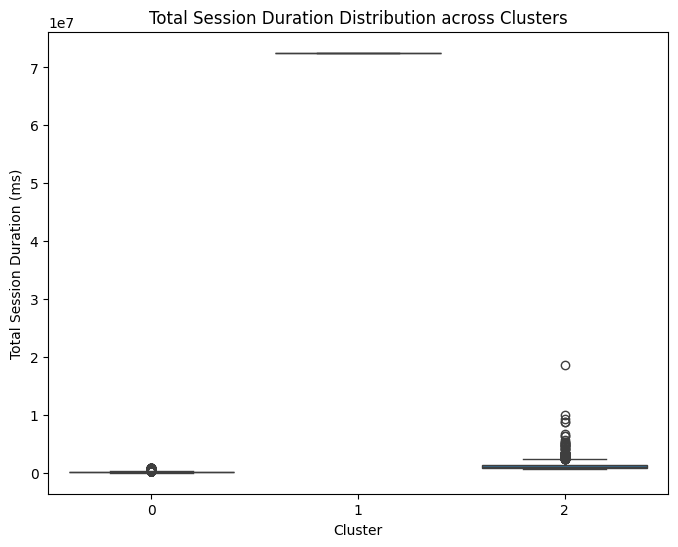 Total Session Duration Distribution across Clusters
1e7
7
6
5
4
3
2
1
0
Total Session Duration (ms)
0 1 2
Cluster